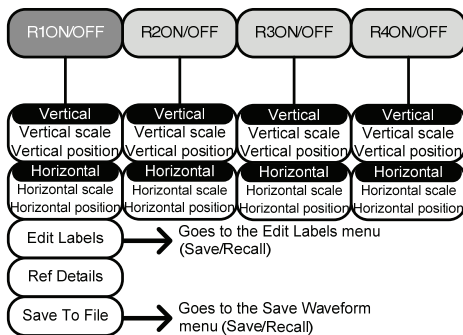 R1ON/OFF R2ON/OFF R3ON/OFF R4ON/OFF
Vertical Vertical Vertical Vertical
Vertical scale Vertical scale Vertical scale Vertical scale
Vertical position Vertical position Vertical position Vertical position
Horizontal Horizontal Horizontal Horizontal
Horizontal scale Horizontal scale Horizontal scale Horizontal scale
Horizontal position Horizontal position Horizontal position Horizontal position
Edit Labels Goes to the Edit Labels menu
(Save/Recall)
Ref Details
Save To File Goes to the Save Waveform
menu (Save/Recall)